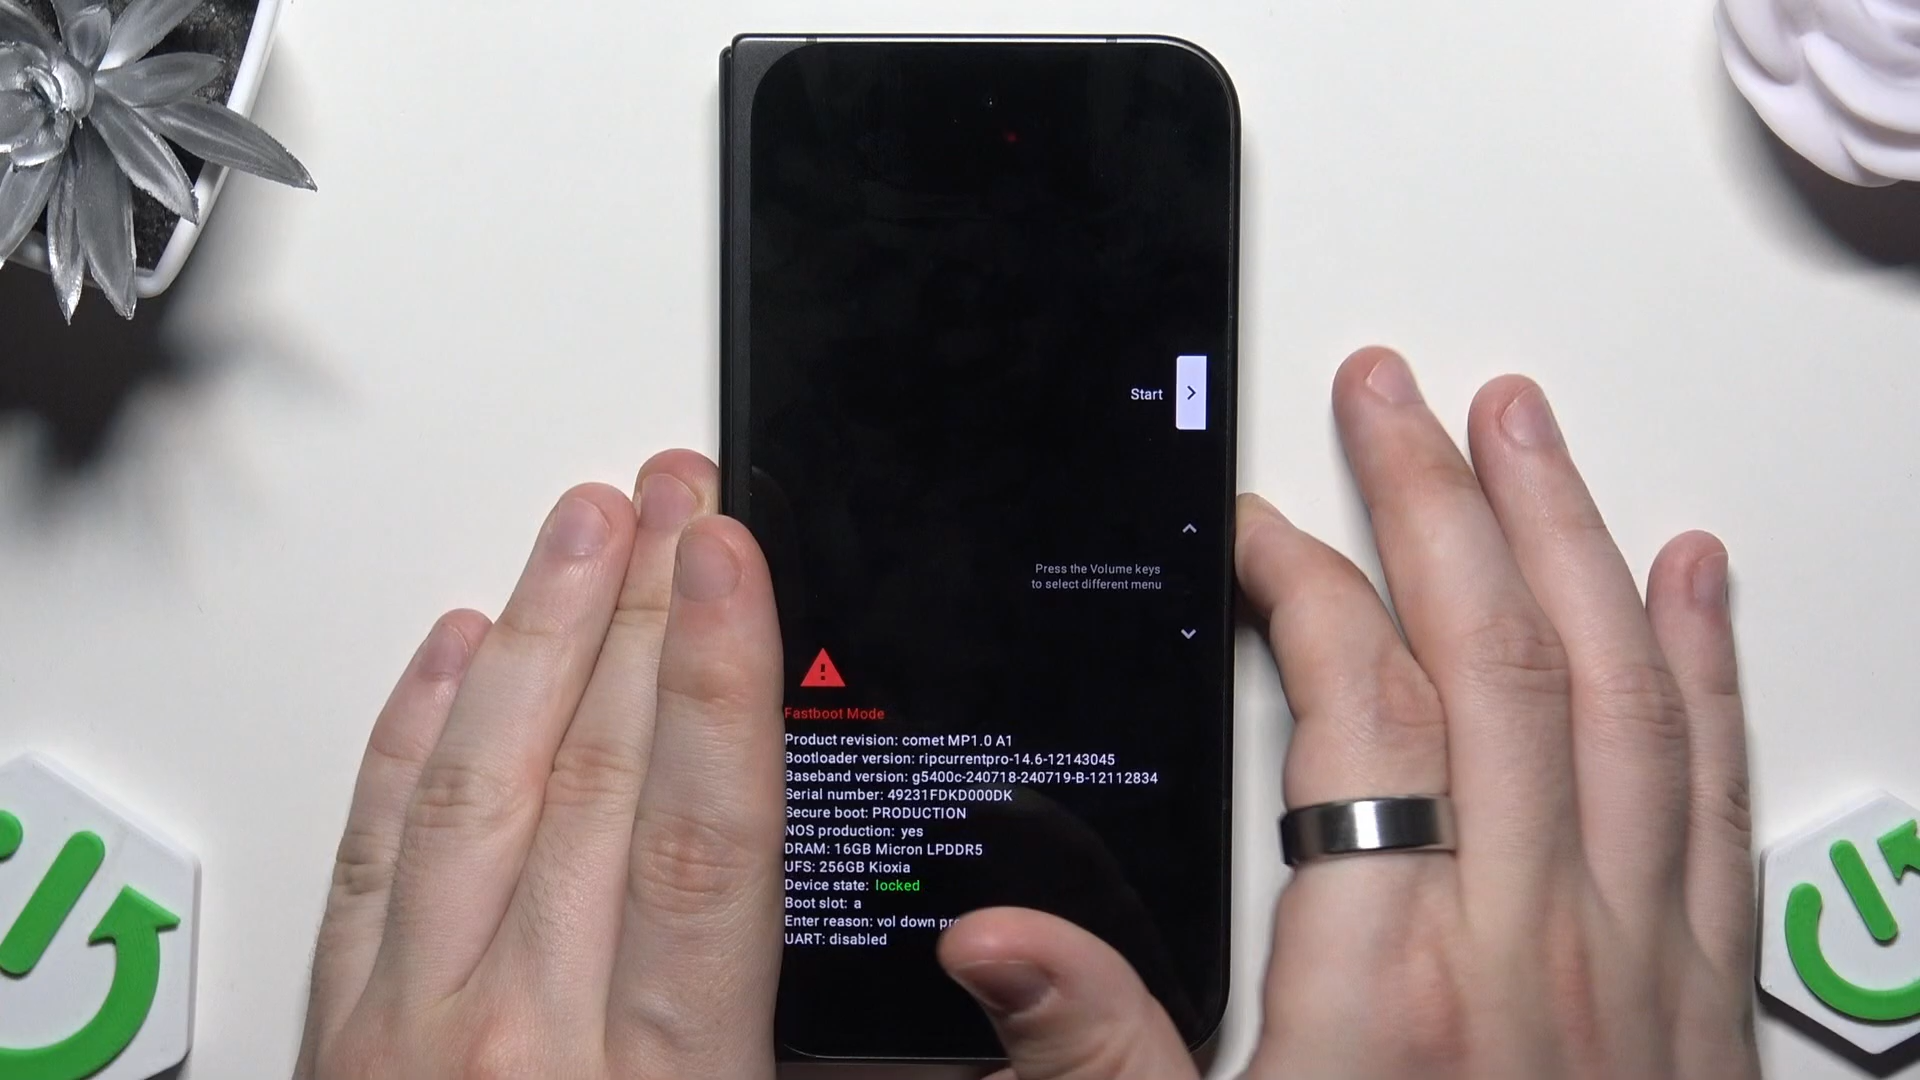 Start
Press the Volume keys
to select different menu
Fastboot Mode
Product revision: comet MP1.0 A1
Bootloader version: ripcurrentpro-14.6-12143045
Baseband version: g5400c-240718-240719-B-12112834
Serial number: 49231FDKD000DK
Secure boot: PRODUCTION
NOS production: yes
DRAM: 16GB Micron LPDDR5
UFS: 256GB Kioxia
Device state: locked
Boot slot: a
Enter reason: vol down
UART: disabled